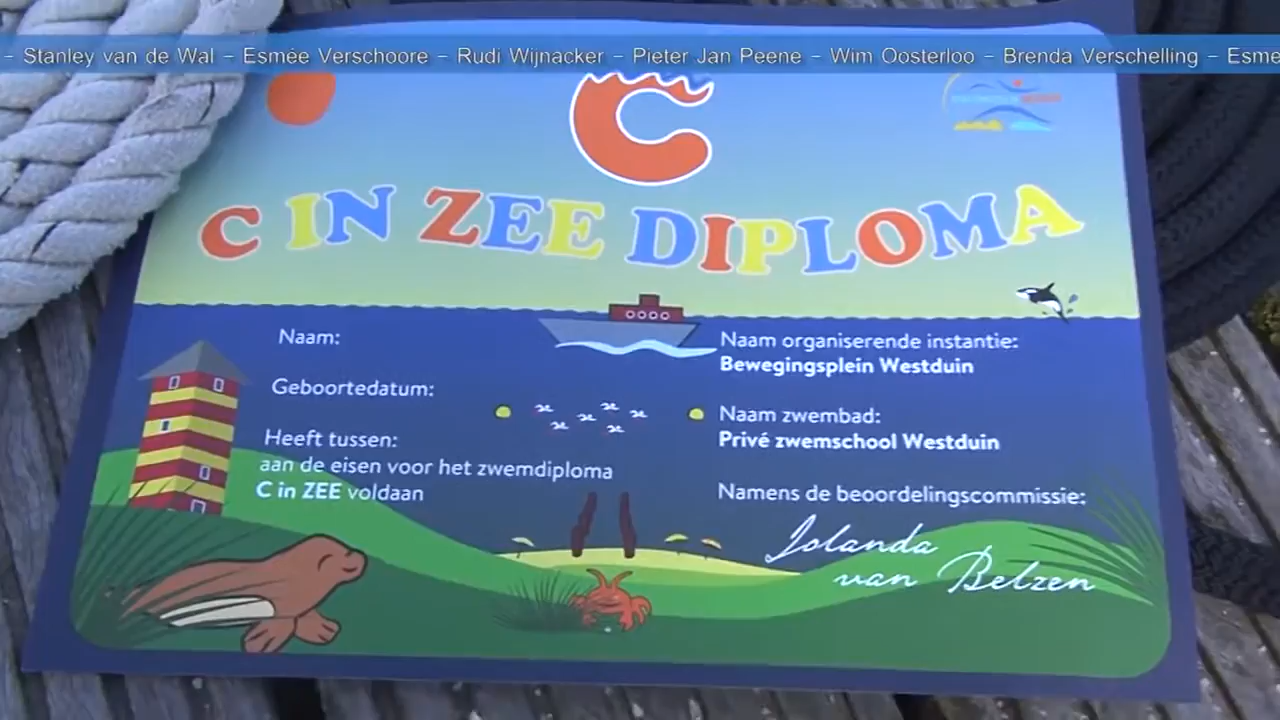 – Stanley van de Wal – Esmée Verschoore – Rudi Wijnacker – Pieter Jan Peene – Wim Oosterloo – Brenda Verschelling – Esmé
C
C IN ZEE DIPLOMA
Naam:
Geboortedatum:
Heeft tussen:
aan de eisen voor het zwemdiploma
C in ZEE voldaan
Naam organiserende instantie:
Bewegingsplein Westduin
Naam zwembad:
Privé zwemschool Westduin
Namens de beoordelingscommissie:
Jolanda
van Belzen